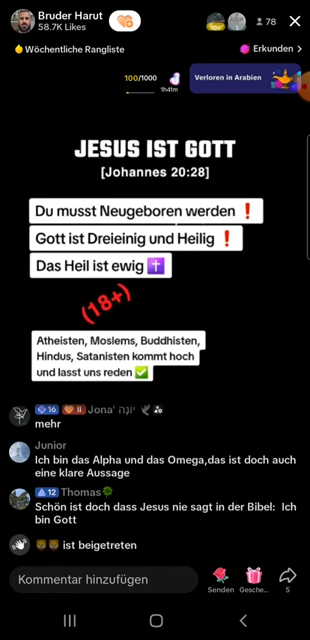 Bruder Harut
58.7K Likes
78
Wöchentliche Rangliste
Erkunden >
100/1000
1h41m
Verloren in Arabien
JESUS IST GOTT
[Johannes 20:28]
Du musst Neugeboren werden❗
Gott ist Dreieinig und Heilig❗
Das Heil ist ewig ✝️
(18+)
Atheisten, Moslems, Buddhisten,
Hindus, Satanisten kommt hoch
und lasst uns reden ✅
16 II Jona' יוֹנָה
mehr
Junior
Ich bin das Alpha und das Omega,das ist doch auch
eine klare Aussage
12 Thomas
Schön ist doch dass Jesus nie sagt in der Bibel: Ich
bin Gott
ist beigetreten
Kommentar hinzufügen
Senden
Gesche...
5